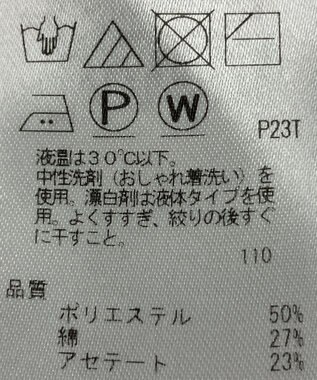 P W
P23T
液温は30℃以下。
中性洗剤（おしゃれ着洗い）を
使用。漂白剤は液体タイプを使
用。よくすすぎ、絞りの後すぐ
に干すこと。
110
品質
ポリエステル 50%
綿 27%
アセテート 23%